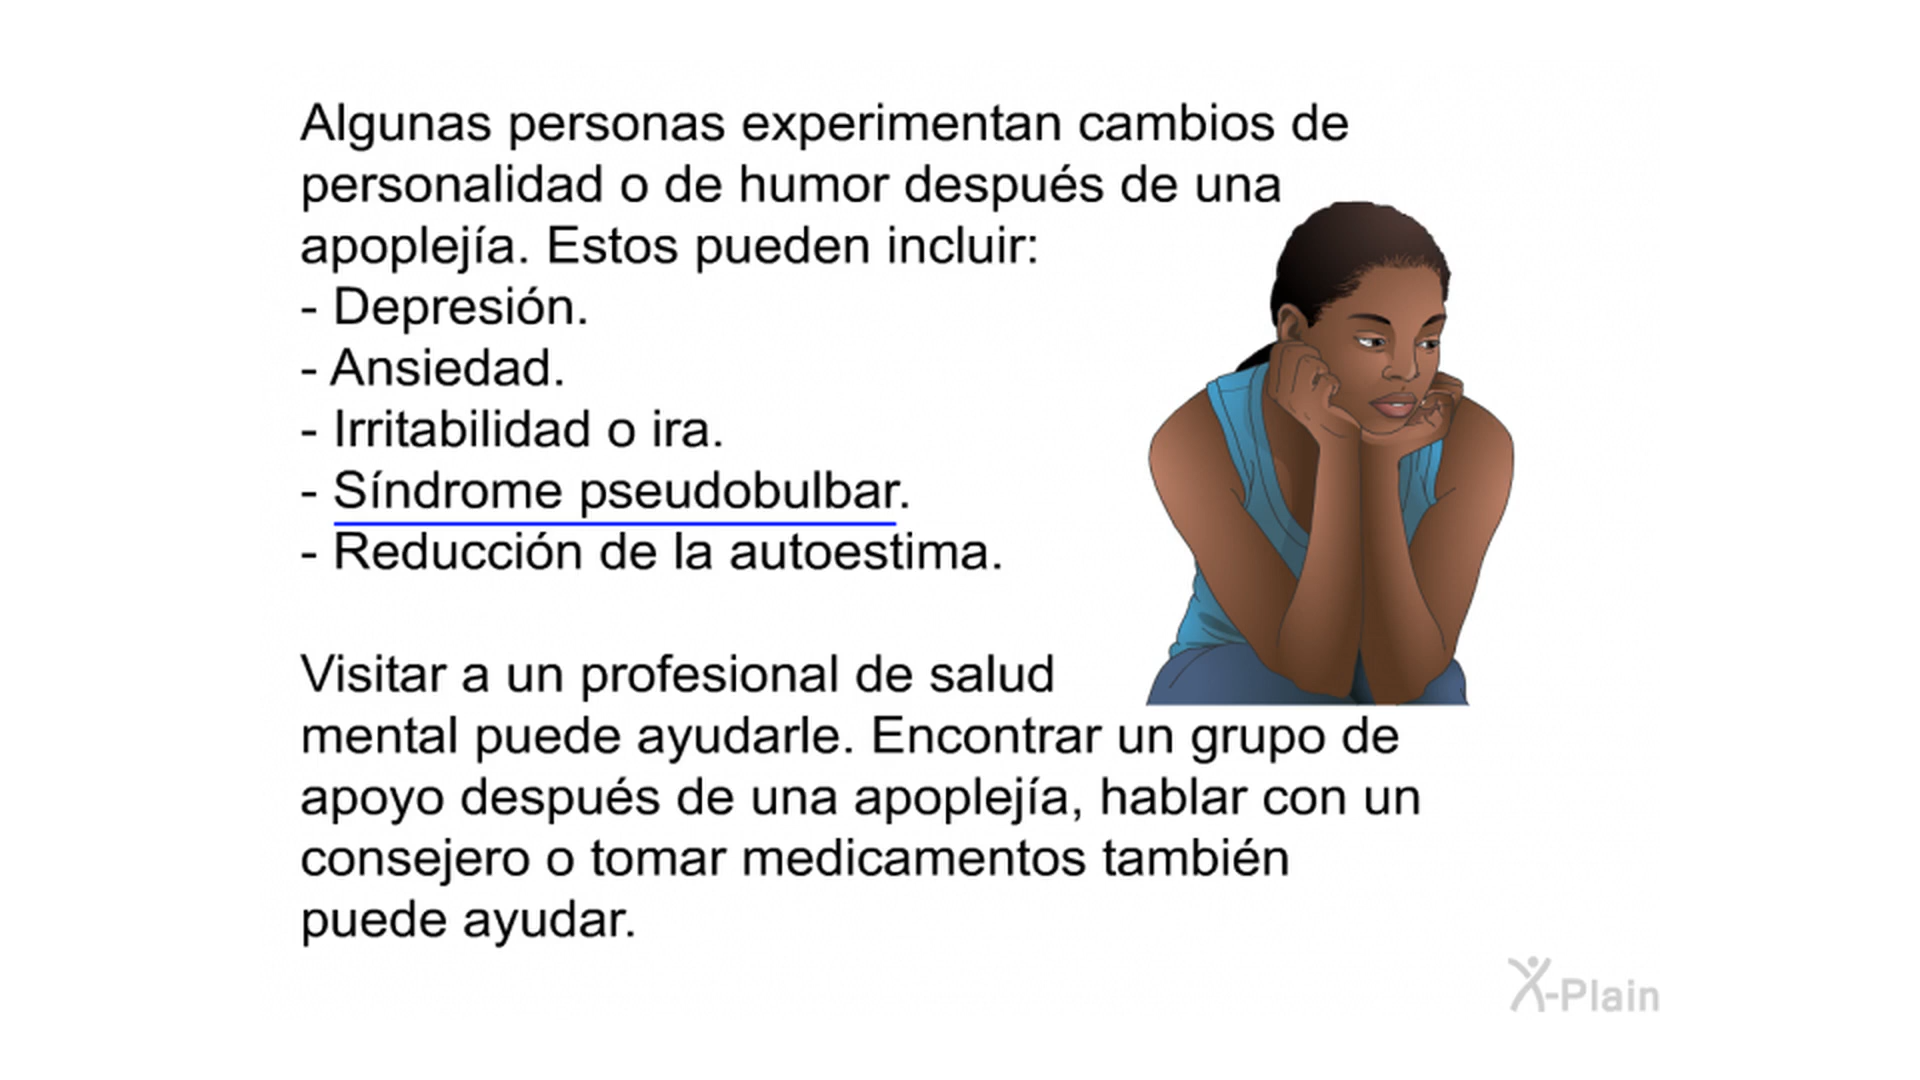 Algunas personas experimentan cambios de
personalidad o de humor después de una
apoplejía. Estos pueden incluir:
- Depresión.
- Ansiedad.
- Irritabilidad o ira.
- Síndrome pseudobulbar.
- Reducción de la autoestima.
Visitar a un profesional de salud
mental puede ayudarle. Encontrar un grupo de
apoyo después de una apoplejía, hablar con un
consejero o tomar medicamentos también
puede ayudar.
X-Plain